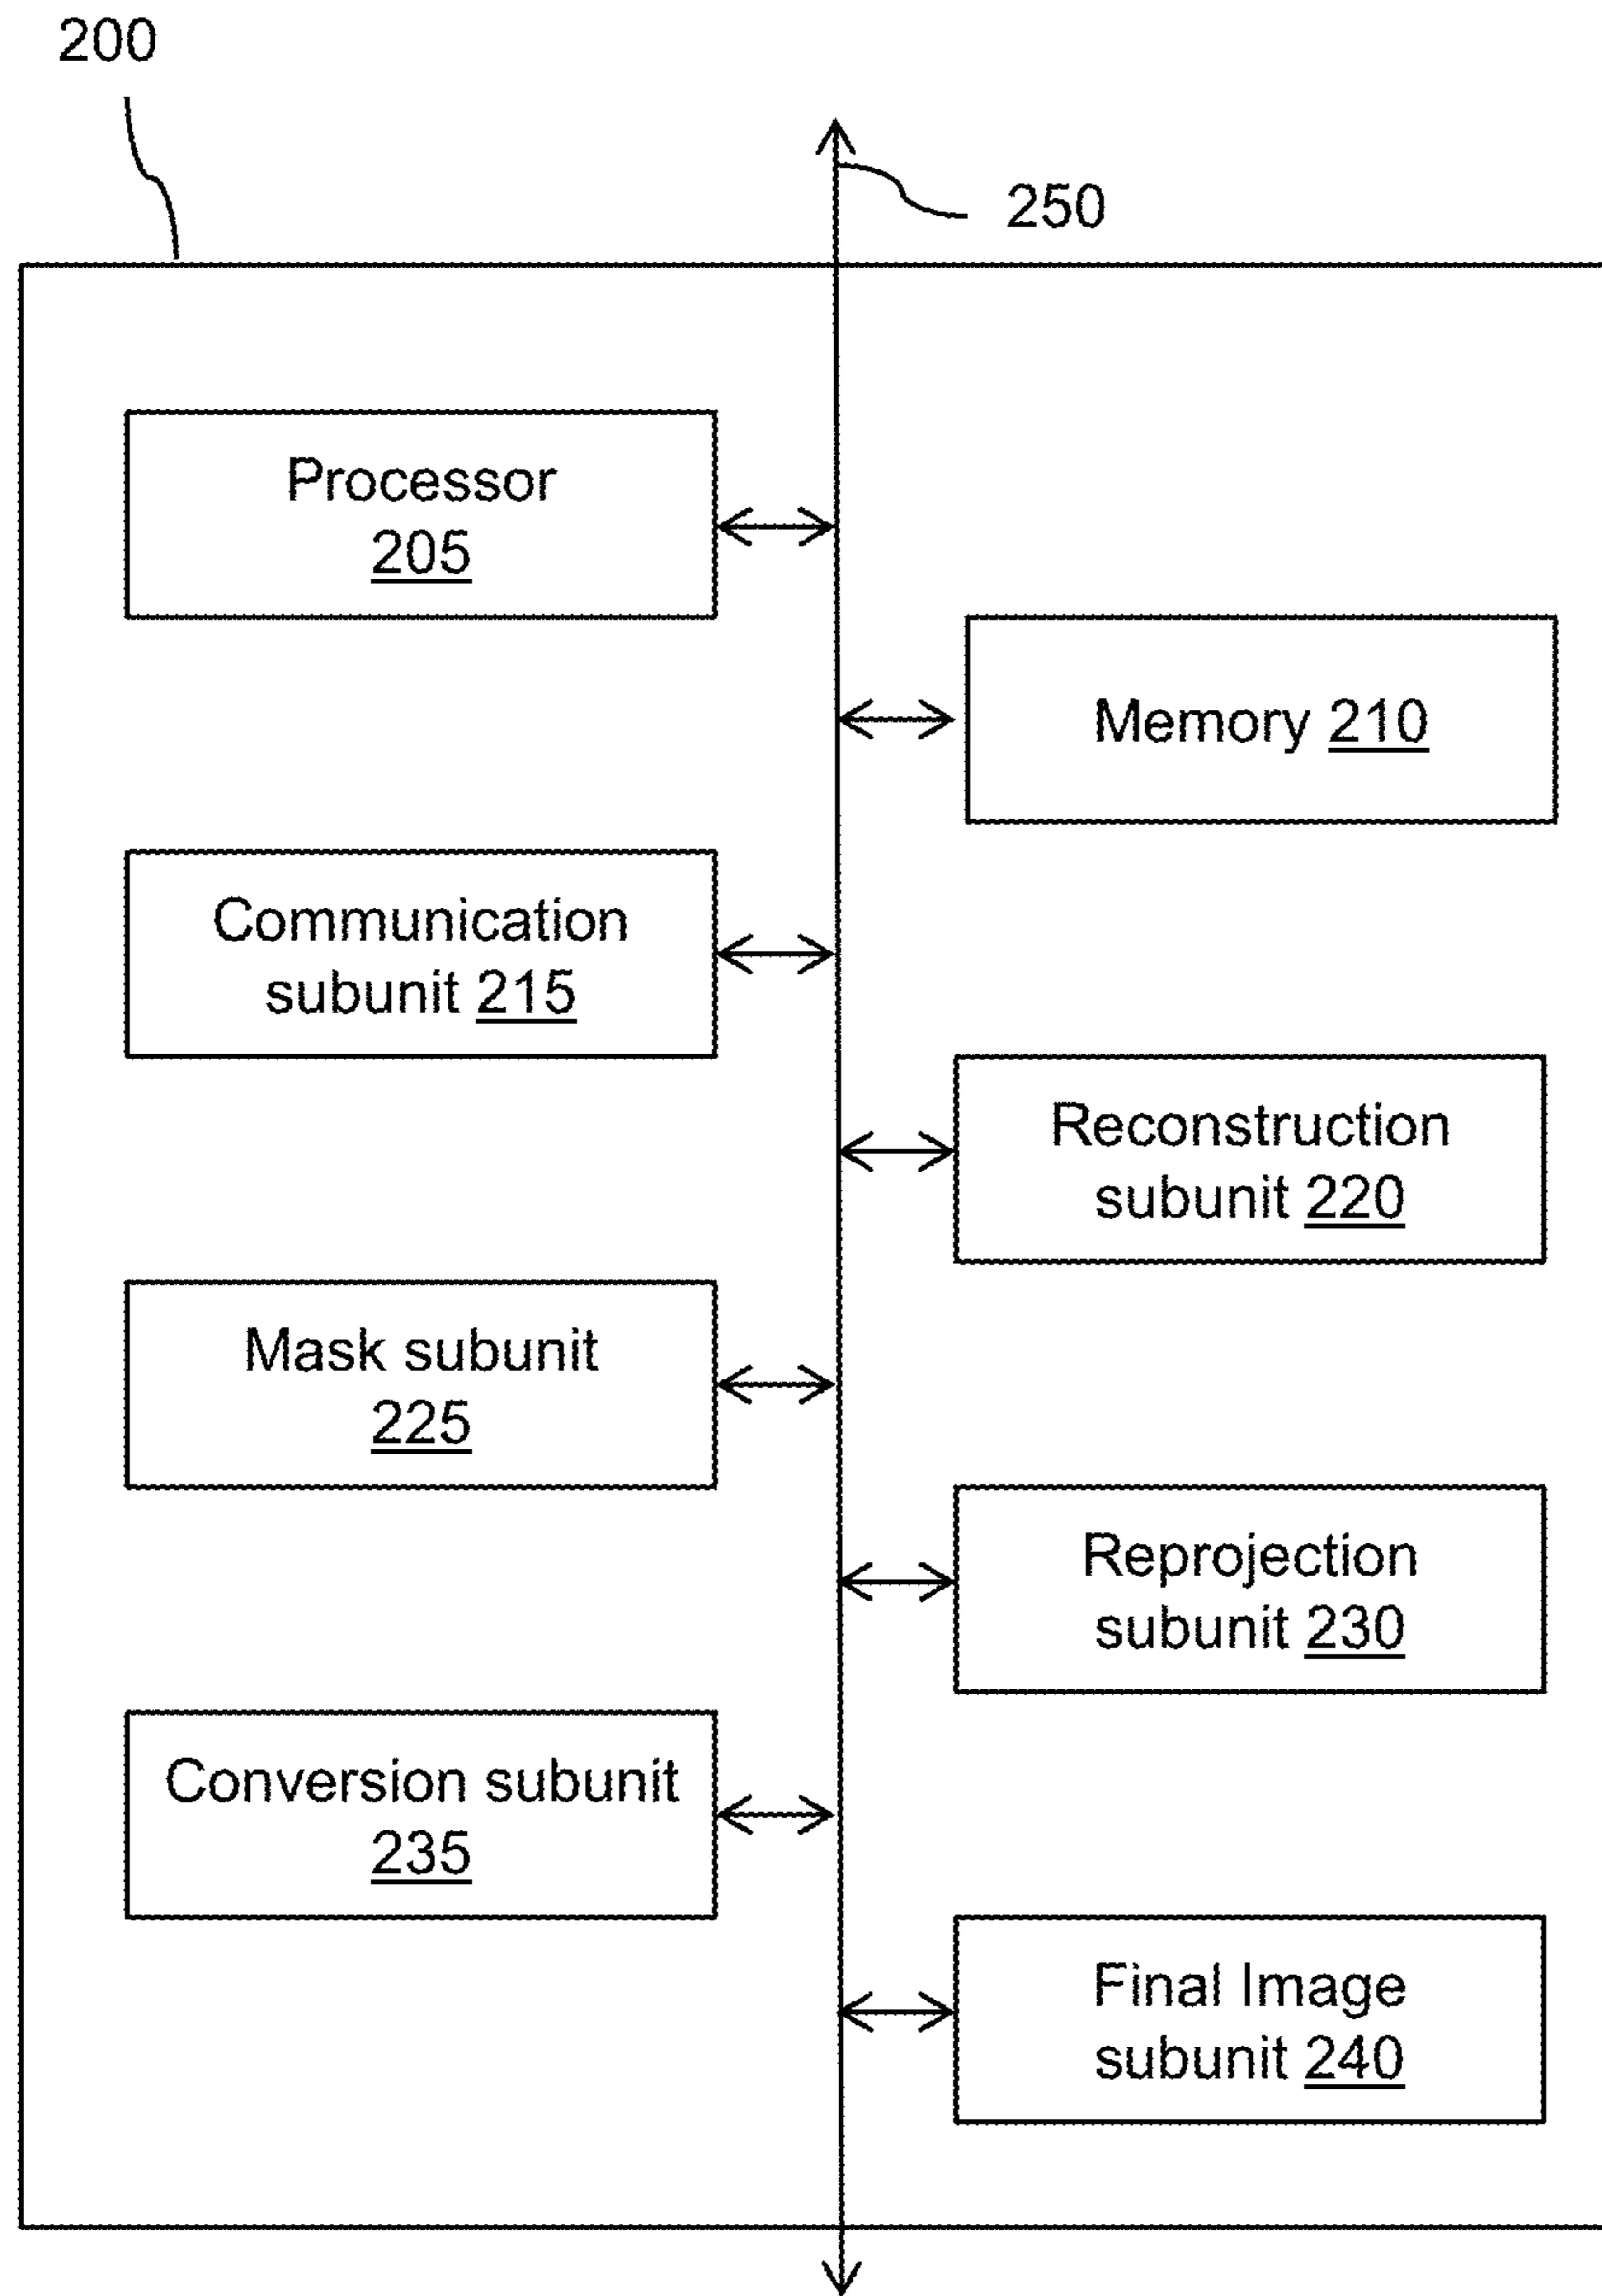 200
250
Processor
205
Memory 210
Communication
subunit 215
Reconstruction
subunit 220
Mask subunit
225
Reprojection
subunit 230
Conversion subunit
235
Final Image
subunit 240